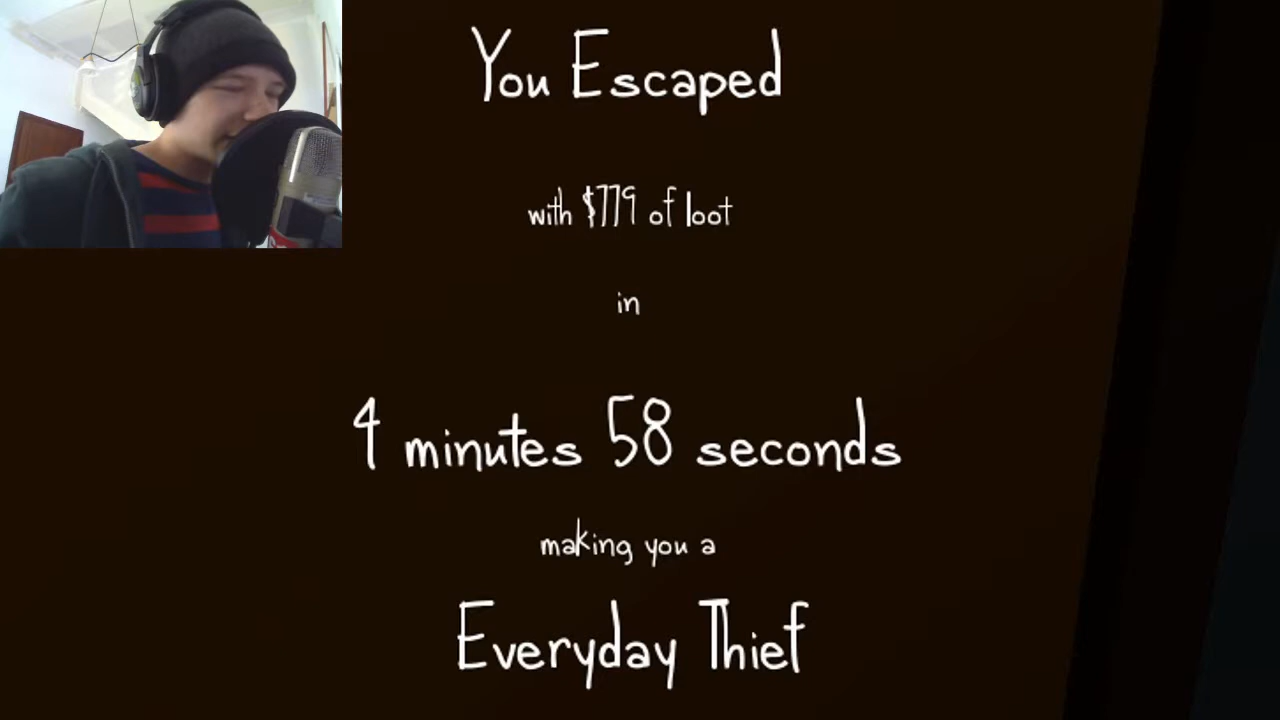 You Escaped
with $779 of loot
in
4 minutes 58 seconds
making you a
Everyday Thief